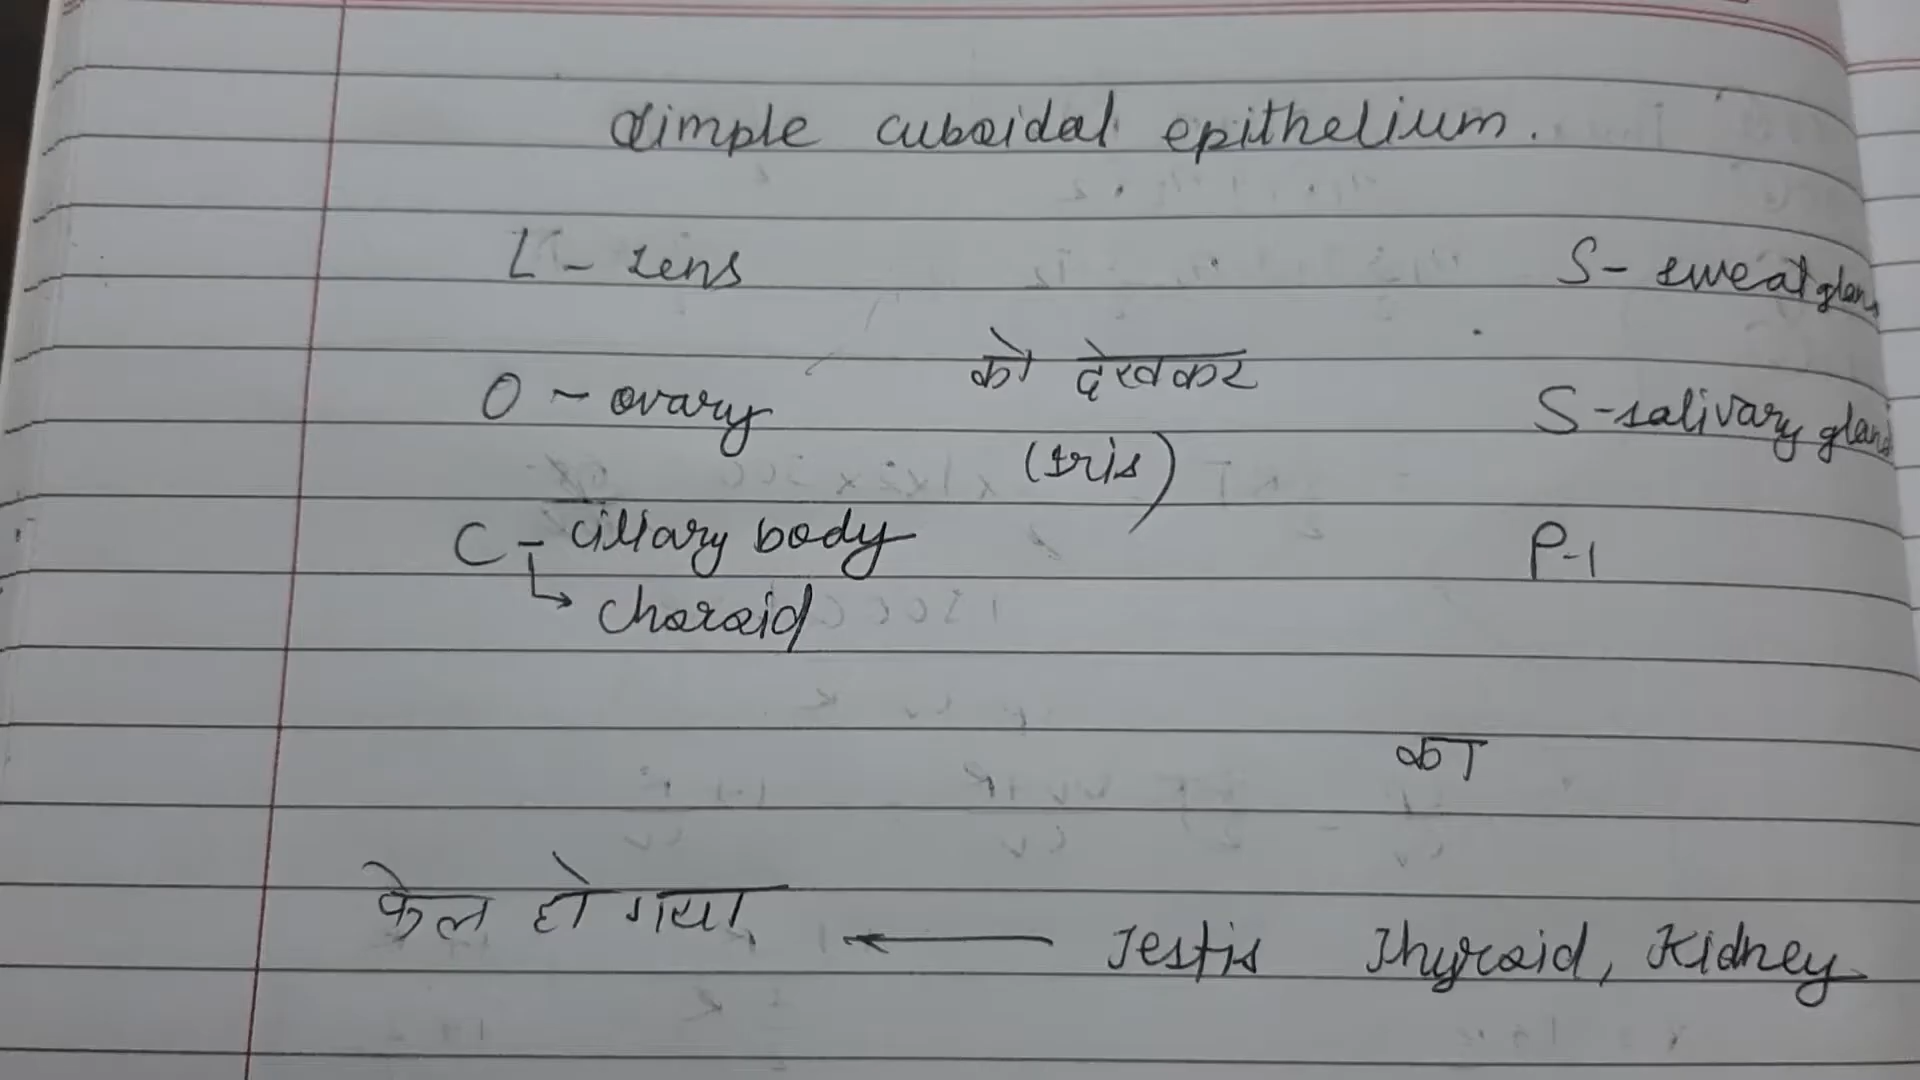 Simple cuboidal epithelium.
L - Lens
S - sweat gland
को देखकर
O - ovary
S - salivary gland
(Iris)
C - cillary body
P-1
↳ choroid
का
फेल हो गया ← Testis Thyroid, Kidney